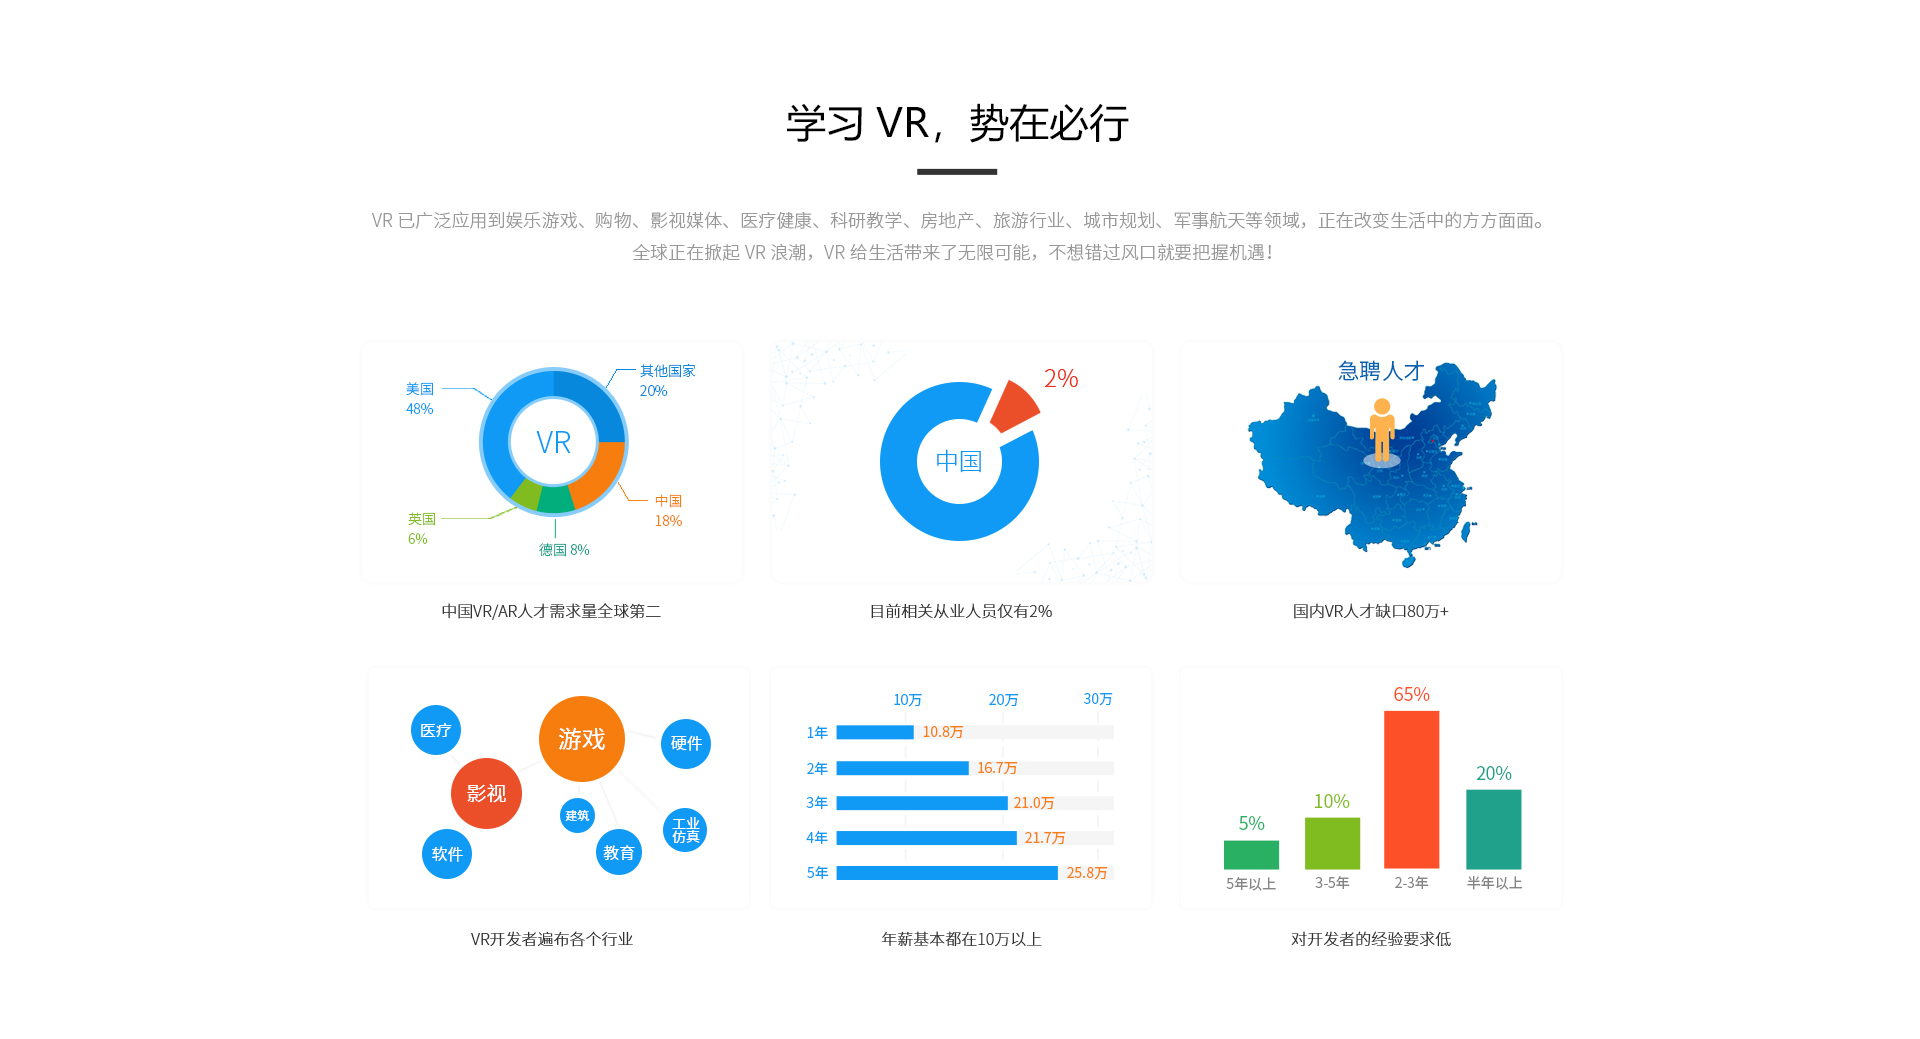 学习 VR，势在必行
VR 已广泛应用到娱乐游戏、购物、影视媒体、医疗健康、科研教学、房地产、旅游行业、城市规划、军事航天等领域，正在改变生活中的方方面面。
全球正在掀起 VR 浪潮，VR 给生活带来了无限可能，不想错过风口就要把握机遇！
美国
48%
其他国家
20%
VR
中国
18%
英国
6%
德国 8%
中国VR/AR人才需求量全球第二
2%
中国
目前相关从业人员仅有2%
急聘人才
国内VR人才缺口80万+
医疗
游戏
硬件
影视
建筑
工业
仿真
软件
教育
VR开发者遍布各个行业
10万
20万
30万
1年
10.8万
2年
16.7万
3年
21.0万
4年
21.7万
5年
25.8万
年薪基本都在10万以上
65%
20%
10%
5%
5年以上
3-5年
2-3年
半年以上
对开发者的经验要求低